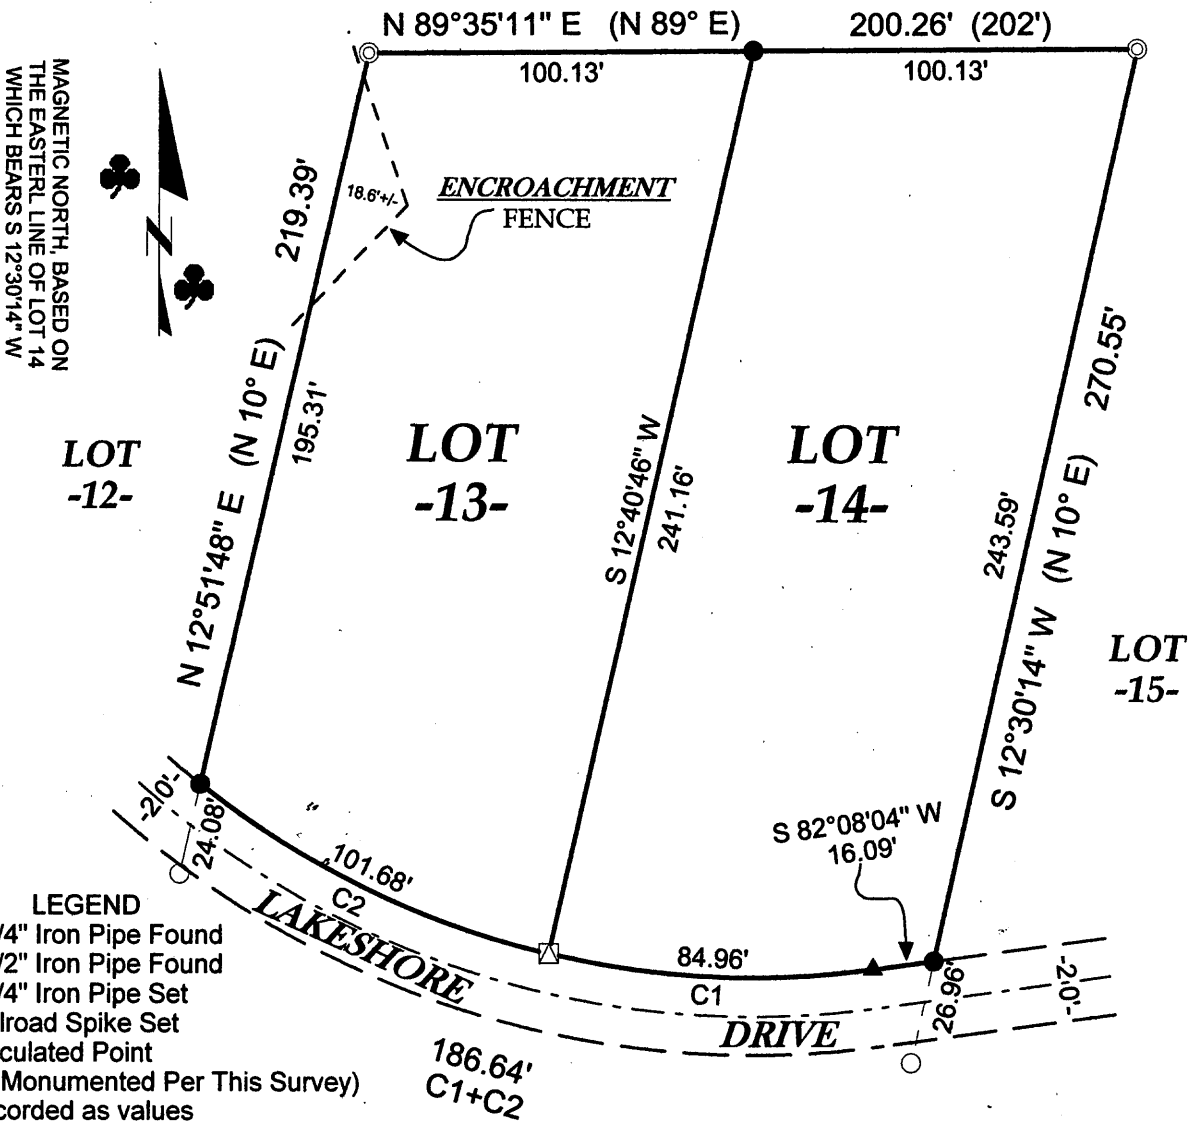 N 89°35'11" E (N 89° E) 200.26' (202')
100.13' 100.13'
MAGNETIC NORTH, BASED ON
THE EASTERL LINE OF LOT 14
WHICH BEARS S 12°30'14" W
N
219.39'
18.6'+/-
ENCROACHMENT
FENCE
N 12°51'48" E (N 10° E)
195.31'
LOT
-12-
LOT
-13-
S 12°40'46" W
241.16'
LOT
-14-
270.55'
243.59'
S 12°30'14" W (N 10° E)
LOT
-15-
-20'-
24.08'
101.68'
C2
LAKESHORE
DRIVE
S 82°08'04" W
16.09'
84.96'
C1
26.96'
-20'-
186.64'
C1+C2
LEGEND
/4" Iron Pipe Found
/2" Iron Pipe Found
/4" Iron Pipe Set
lroad Spike Set
culated Point
Monumented Per This Survey)
corded as values